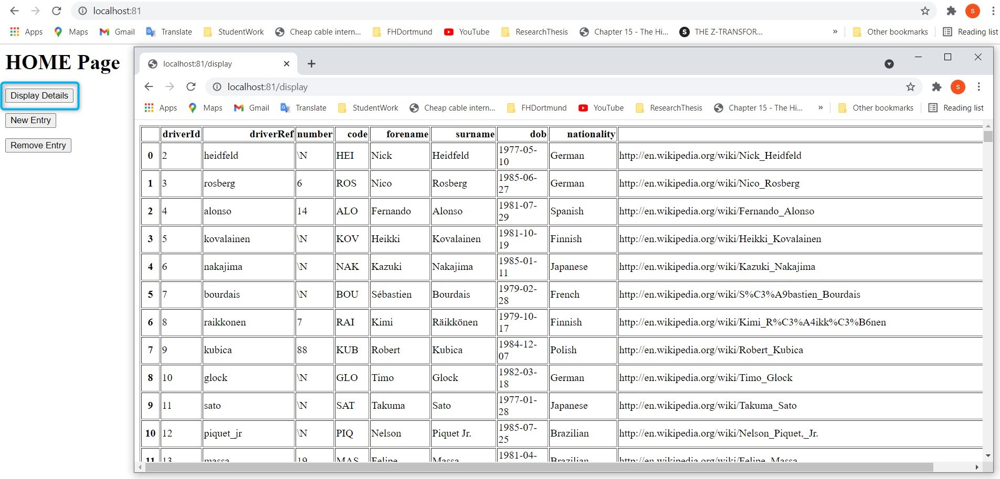 localhost:81
S
Apps Maps Gmail Translate StudentWork Cheap cable intern... FHDortmund YouTube ResearchThesis Chapter 15 - The Hi... S THE Z-TRANSFOR... » Other bookmarks Reading list
HOME Page
Display Details
New Entry
Remove Entry
localhost:81/display
localhost:81/display
S
Apps Maps Gmail Translate StudentWork Cheap cable intern... FHDortmund YouTube ResearchThesis Chapter 15 - The Hi... » Other bookmarks Reading list
driverId driverRef number code forename surname dob nationality
0 2 heidfeld \N HEI Nick Heidfeld 1977-05-
10 German http://en.wikipedia.org/wiki/Nick_Heidfeld
1 3 rosberg 6 ROS Nico Rosberg 1985-06-
27 German http://en.wikipedia.org/wiki/Nico_Rosberg
2 4 alonso 14 ALO Fernando Alonso 1981-07-
29 Spanish http://en.wikipedia.org/wiki/Fernando_Alonso
3 5 kovalainen \N KOV Heikki Kovalainen 1981-10-
19 Finnish http://en.wikipedia.org/wiki/Heikki_Kovalainen
4 6 nakajima \N NAK Kazuki Nakajima 1985-01-
11 Japanese http://en.wikipedia.org/wiki/Kazuki_Nakajima
5 7 bourdais \N BOU Sébastien Bourdais 1979-02-
28 French http://en.wikipedia.org/wiki/S%C3%A9bastien_Bourdais
6 8 raikkonen 7 RAI Kimi Räikkönen 1979-10-
17 Finnish http://en.wikipedia.org/wiki/Kimi_R%C3%A4ikk%C3%B6nen
7 9 kubica 88 KUB Robert Kubica 1984-12-
07 Polish http://en.wikipedia.org/wiki/Robert_Kubica
8 10 glock \N GLO Timo Glock 1982-03-
18 German http://en.wikipedia.org/wiki/Timo_Glock
9 11 sato \N SAT Takuma Sato 1977-01-
28 Japanese http://en.wikipedia.org/wiki/Takuma_Sato
10 12 piquet_jr \N PIQ Nelson Piquet Jr. 1985-07-
25 Brazilian http://en.wikipedia.org/wiki/Nelson_Piquet,_Jr.
11 13 massa 19 MAS Felipe Massa 1981-04-
Brazilian http://en.wikipedia.org/wiki/Felipe_Massa